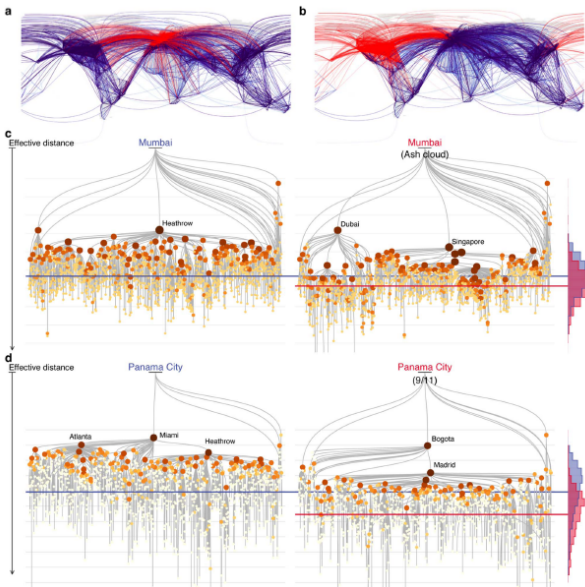 a
b
c
Effective distance
Mumbai
Mumbai
(Ash cloud)
Heathrow
Dubai
Singapore
d
Effective distance
Panama City
Panama City
(9/11)
Atlanta
Miami
Heathrow
Bogota
Madrid